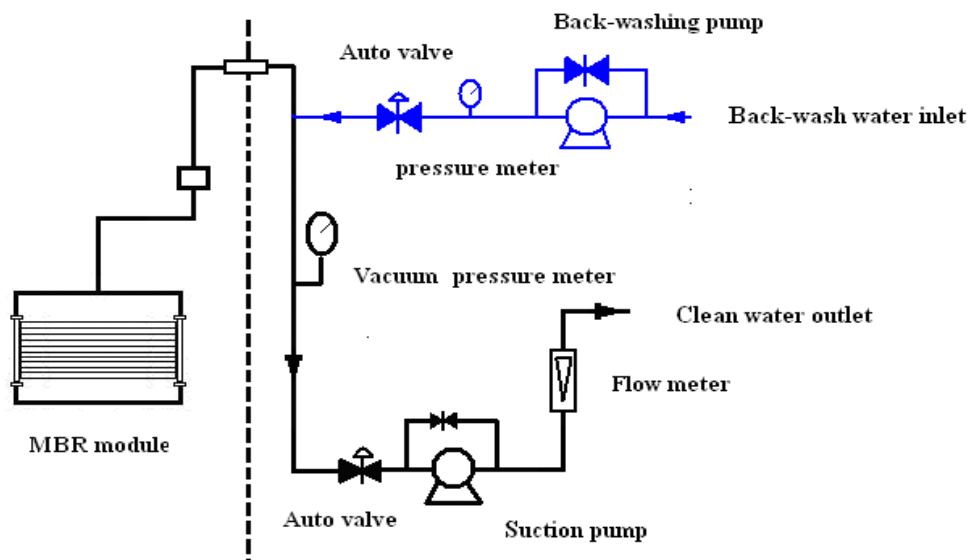 Back-washing pump
Auto valve
Back-wash water inlet
pressure meter
Vacuum pressure meter
Clean water outlet
Flow meter
MBR module
Auto valve
Suction pump